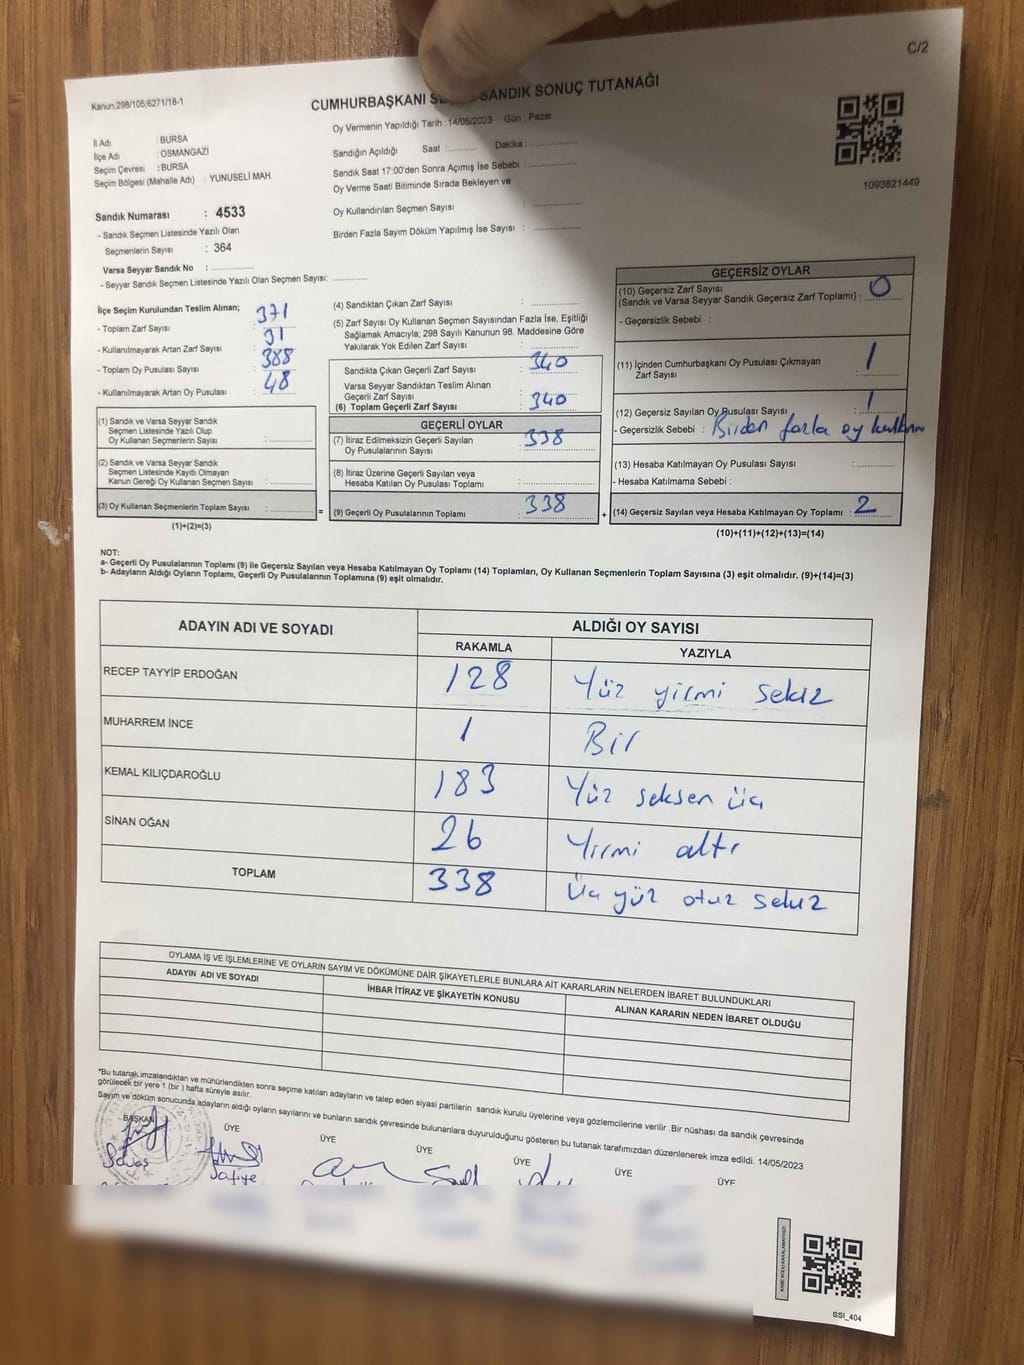 C/2
Kanun.298/105;6271/18-1
CUMHURBAŞKANI SANDIK SONUÇ TUTANAĞI
İl Adı : BURSA
İlçe Adı : OSMANGAZİ
Seçim Çevresi : BURSA
Seçim Bölgesi (Mahalle Adı) : YUNUSELİ MAH.
Oy Vermenin Yapıldığı Tarih : 14/05/2023 Gün : Pazar
Sandığın Açıldığı Saat : Dakika :
Sandık Saat 17:00'den Sonra Açımış İse Sebebi :
Oy Verme Saati Bitiminde Sırada Bekleyen ve
Oy Kullandırılan Seçmen Sayısı :
Birden Fazla Sayım Döküm Yapılmış İse Sayısı :
1093821449
Sandık Numarası : 4533
- Sandık Seçmen Listesinde Yazılı Olan
Seçmenlerin Sayısı : 364
Varsa Seyyar Sandık No :
- Seyyar Sandık Seçmen Listesinde Yazılı Olan Seçmen Sayısı:
İlçe Seçim Kurulundan Teslim Alınan;
- Toplam Zarf Sayısı : 371
- Kullanılmayarak Artan Zarf Sayısı : 31
- Toplam Oy Pusulası Sayısı : 388
- Kullanılmayarak Artan Oy Pusulası : 48
(1) Sandık ve Varsa Seyyar Sandık
Seçmen Listesinde Yazılı Olup
Oy Kullanan Seçmenlerin Sayısı :
(2) Sandık ve Varsa Seyyar Sandık
Seçmen Listesinde Kayıtlı Olmayan
Kanun Gereği Oy Kullanan Seçmen Sayısı :
(3) Oy Kullanan Seçmenlerin Toplam Sayısı :
(1)+(2)=(3)
(4) Sandıktan Çıkan Zarf Sayısı :
(5) Zarf Sayısı Oy Kullanan Seçmen Sayısından Fazla İse, Eşitliği
Sağlamak Amacıyla; 298 Sayılı Kanunun 98. Maddesine Göre
Yakılarak Yok Edilen Zarf Sayısı :
Sandıkta Çıkan Geçerli Zarf Sayısı : 340
Varsa Seyyar Sandıktan Teslim Alınan
Geçerli Zarf Sayısı :
(6) Toplam Geçerli Zarf Sayısı : 340
GEÇERLİ OYLAR
(7) İtiraz Edilmeksizin Geçerli Sayılan
Oy Pusulalarının Sayısı : 338
(8) İtiraz Üzerine Geçerli Sayılan veya
Hesaba Katılan Oy Pusulası Toplamı :
= (9) Geçerli Oy Pusulalarının Toplamı : 338 +
GEÇERSİZ OYLAR
(10) Geçersiz Zarf Sayısı
(Sandık ve Varsa Seyyar Sandık Geçersiz Zarf Toplamı) : 0
- Geçersizlik Sebebi :
(11) İçinden Cumhurbaşkanı Oy Pusulası Çıkmayan
Zarf Sayısı : 1
(12) Geçersiz Sayılan Oy Pusulası Sayısı : 1
- Geçersizlik Sebebi : Birden fazla oy kullanım
(13) Hesaba Katılmayan Oy Pusulası Sayısı :
- Hesaba Katılmama Sebebi :
(14) Geçersiz Sayılan veya Hesaba Katılmayan Oy Toplamı : 2
(10)+(11)+(12)+(13)=(14)
NOT:
a- Geçerli Oy Pusulalarının Toplamı (9) ile Geçersiz Sayılan veya Hesaba Katılmayan Oy Toplamı (14) Toplamları, Oy Kullanan Seçmenlerin Toplam Sayısına (3) eşit olmalıdır. (9)+(14)=(3)
b- Adayların Aldığı Oyların Toplamı, Geçerli Oy Pusulalarının Toplamına (9) eşit olmalıdır.
ADAYIN ADI VE SOYADI ALDIĞI OY SAYISI
RAKAMLA YAZIYLA
RECEP TAYYİP ERDOĞAN 128 Yüz yirmi sekiz
MUHARREM İNCE 1 Bir
KEMAL KILIÇDAROĞLU 183 Yüz seksen üç
SİNAN OĞAN 26 Yirmi altı
TOPLAM 338 Üç yüz otuz sekiz
OYLAMA İŞ VE İŞLEMLERİNE VE OYLARIN SAYIM VE DÖKÜMÜNE DAİR ŞİKAYETLERLE BUNLARA AİT KARARLARIN NELERDEN İBARET BULUNDUKLARI
ADAYIN ADI VE SOYADI İHBAR İTİRAZ VE ŞİKAYETİN KONUSU ALINAN KARARIN NEDEN İBARET OLDUĞU
*Bu tutanak imzalandıktan ve mühürlendikten sonra seçime katılan adayların ve talep eden siyasi partilerin sandık kurulu üyelerine veya gözlemcilerine verilir .Bir nüshası da sandık çevresinde
görülecek bir yere 1 (bir ) hafta süreyle asılır.
Sayım ve döküm sonucunda adayların aldığı oyların sayılarını ve bunların sandık çevresinde bulunanlara duyurulduğunu gösteren bu tutanak tarafımızdan düzenlenerek imza edildi. 14/05/2023
BAŞKAN ÜYE ÜYE ÜYE ÜYE ÜYE ÜYE
Savaş Safiye
SSI_404